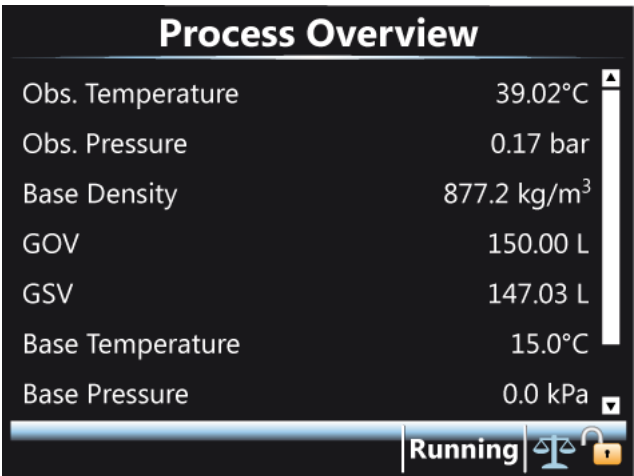 Process Overview
Obs. Temperature 39.02°C
Obs. Pressure 0.17 bar
Base Density 877.2 kg/m³
GOV 150.00 L
GSV 147.03 L
Base Temperature 15.0°C
Base Pressure 0.0 kPa
Running